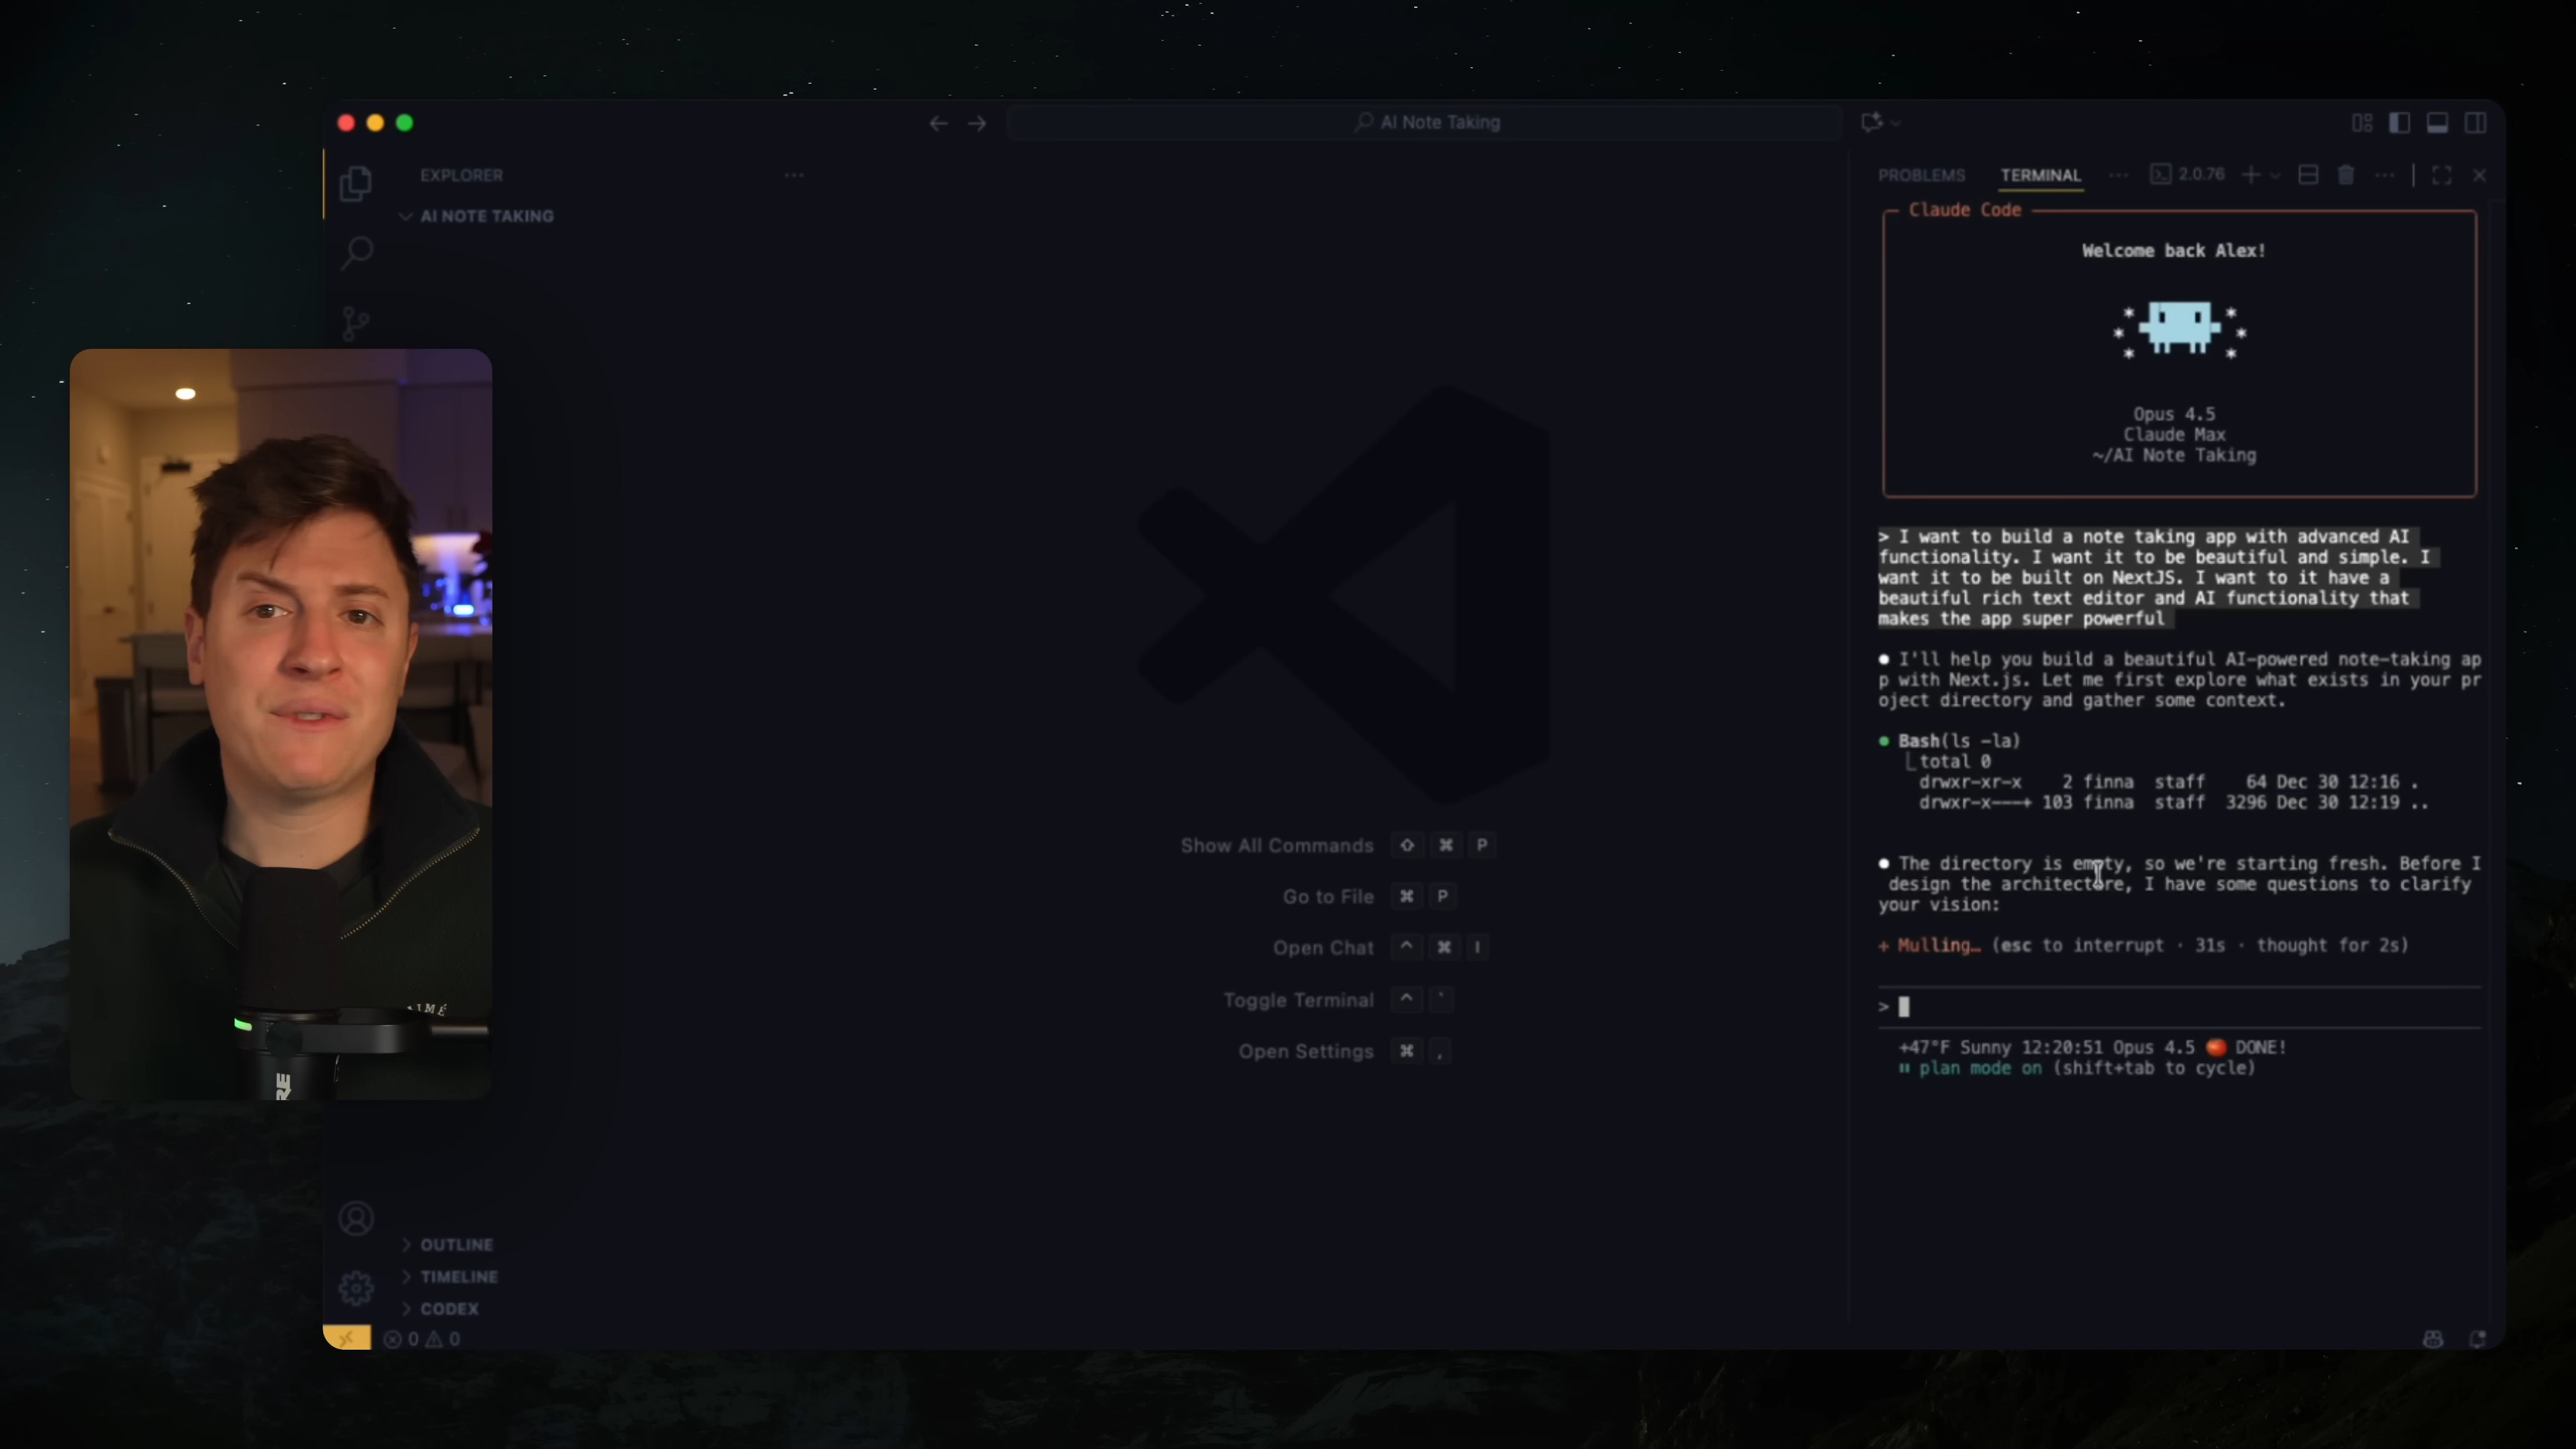 AI Note Taking
EXPLORER
AI NOTE TAKING
Show All Commands ⌘ P
Go to File ⌘ P
Open Chat ^ ⌘ I
Toggle Terminal ^ `
Open Settings ⌘ ,
OUTLINE
TIMELINE
CODEX
0 0
PROBLEMS TERMINAL 2.0.76
Claude Code
Welcome back Alex!
Opus 4.5
Claude Max
~/AI Note Taking
> I want to build a note taking app with advanced AI
functionality. I want it to be beautiful and simple. I
want it to be built on NextJS. I want to it have a
beautiful rich text editor and AI functionality that
makes the app super powerful
● I'll help you build a beautiful AI-powered note-taking ap
p with Next.js. Let me first explore what exists in your pr
oject directory and gather some context.
● Bash(ls -la)
total 0
drwxr-xr-x 2 finna staff 64 Dec 30 12:16 .
drwxr-x---+ 103 finna staff 3296 Dec 30 12:19 ..
● The directory is empty, so we're starting fresh. Before I
design the architecture, I have some questions to clarify
your vision:
+ Mulling… (esc to interrupt · 31s · thought for 2s)
>
+47°F Sunny 12:20:51 Opus 4.5 🍅 DONE!
⏸ plan mode on (shift+tab to cycle)